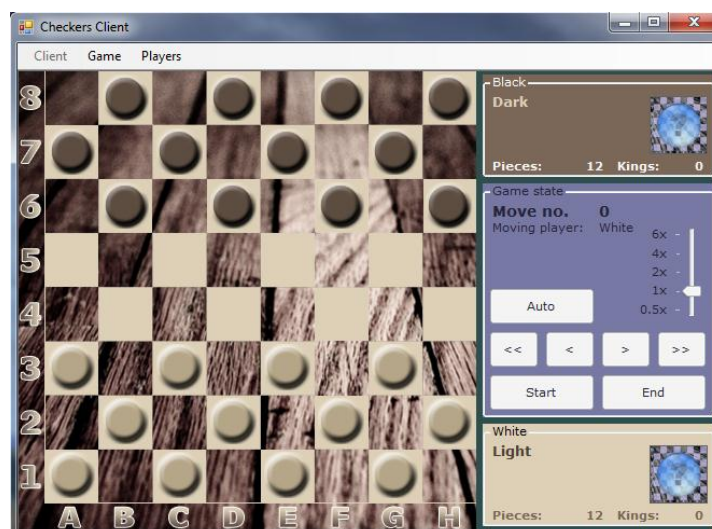 Checkers Client
Client Game Players
8
7
6
5
4
3
2
1
A B C D E F G H
Black
Dark
Pieces: 12 Kings: 0
Game state
Move no. 0
Moving player: White
6x
4x
2x
1x
0.5x
Auto
<< < > >>
Start End
White
Light
Pieces: 12 Kings: 0